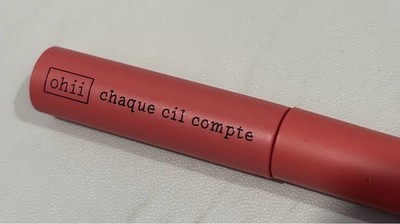 ohii chaque cil compte